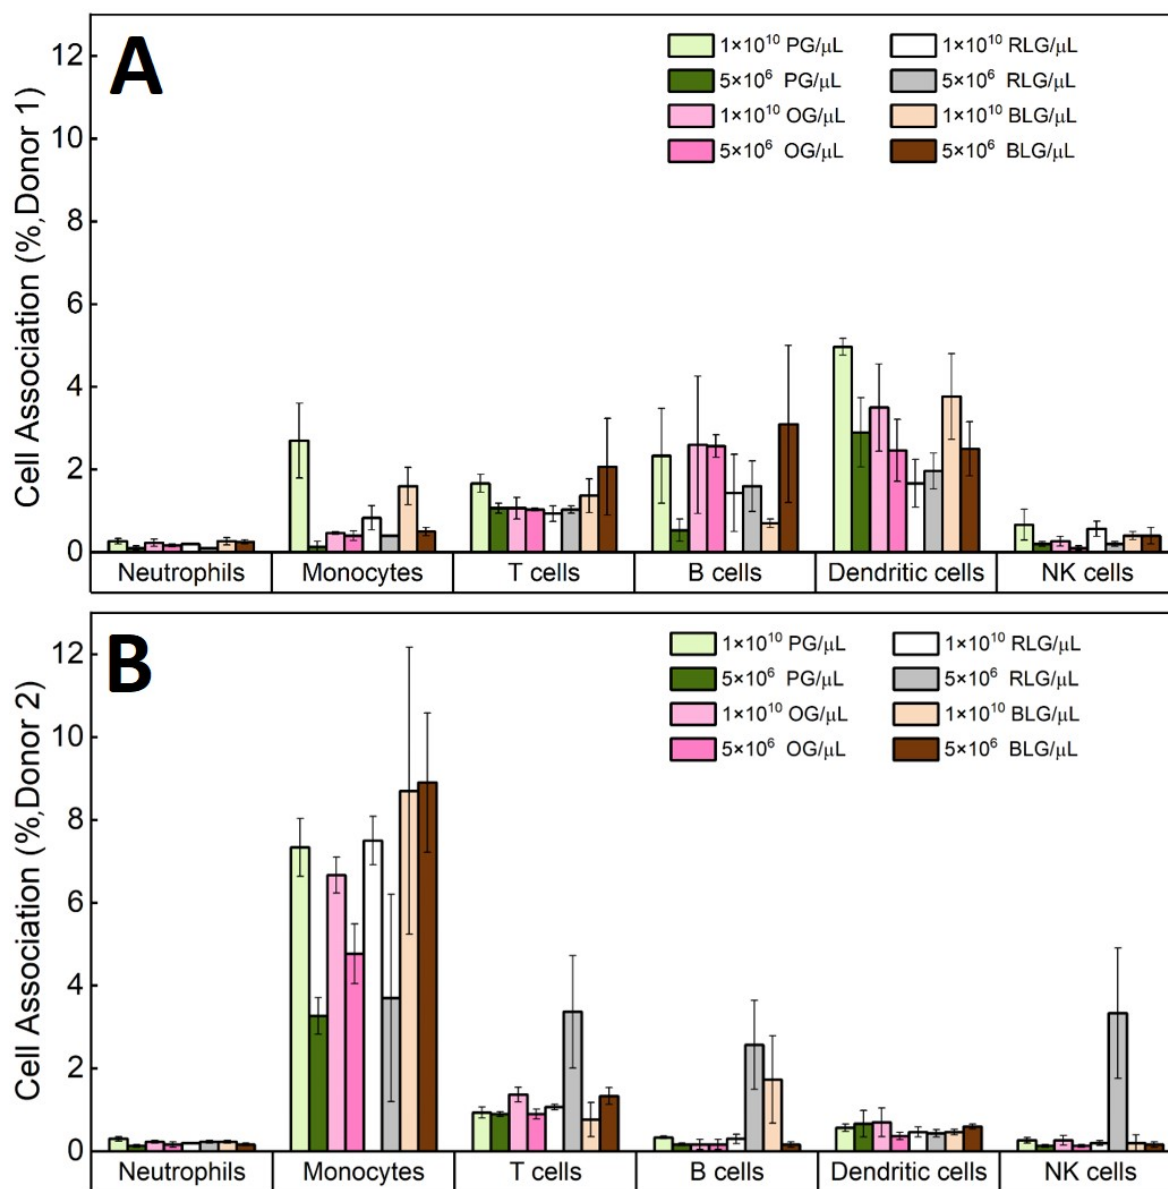 A
Cell Association (%,Donor 1)
12
10
8
6
4
2
0
1×10¹⁰ PG/μL
1×10¹⁰ RLG/μL
5×10⁶ PG/μL
5×10⁶ RLG/μL
1×10¹⁰ OG/μL
1×10¹⁰ BLG/μL
5×10⁶ OG/μL
5×10⁶ BLG/μL
Neutrophils Monocytes T cells B cells Dendritic cells NK cells
B
Cell Association (%,Donor 2)
12
10
8
6
4
2
0
1×10¹⁰ PG/μL
1×10¹⁰ RLG/μL
5×10⁶ PG/μL
5×10⁶ RLG/μL
1×10¹⁰ OG/μL
1×10¹⁰ BLG/μL
5×10⁶ OG/μL
5×10⁶ BLG/μL
Neutrophils Monocytes T cells B cells Dendritic cells NK cells